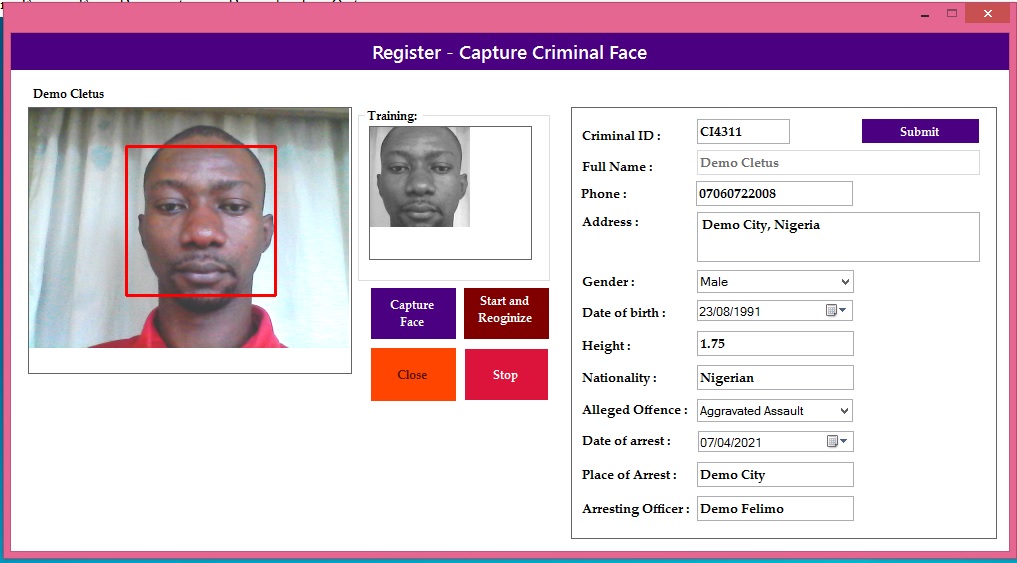 Register - Capture Criminal Face
Demo Cletus
Training:
Capture
Face
Start and
Reoginize
Close
Stop
Criminal ID : CI4311
Submit
Full Name : Demo Cletus
Phone : 07060722008
Address : Demo City, Nigeria
Gender : Male
Date of birth : 23/08/1991
Height : 1.75
Nationality : Nigerian
Alleged Offence : Aggravated Assault
Date of arrest : 07/04/2021
Place of Arrest : Demo City
Arresting Officer : Demo Felimo